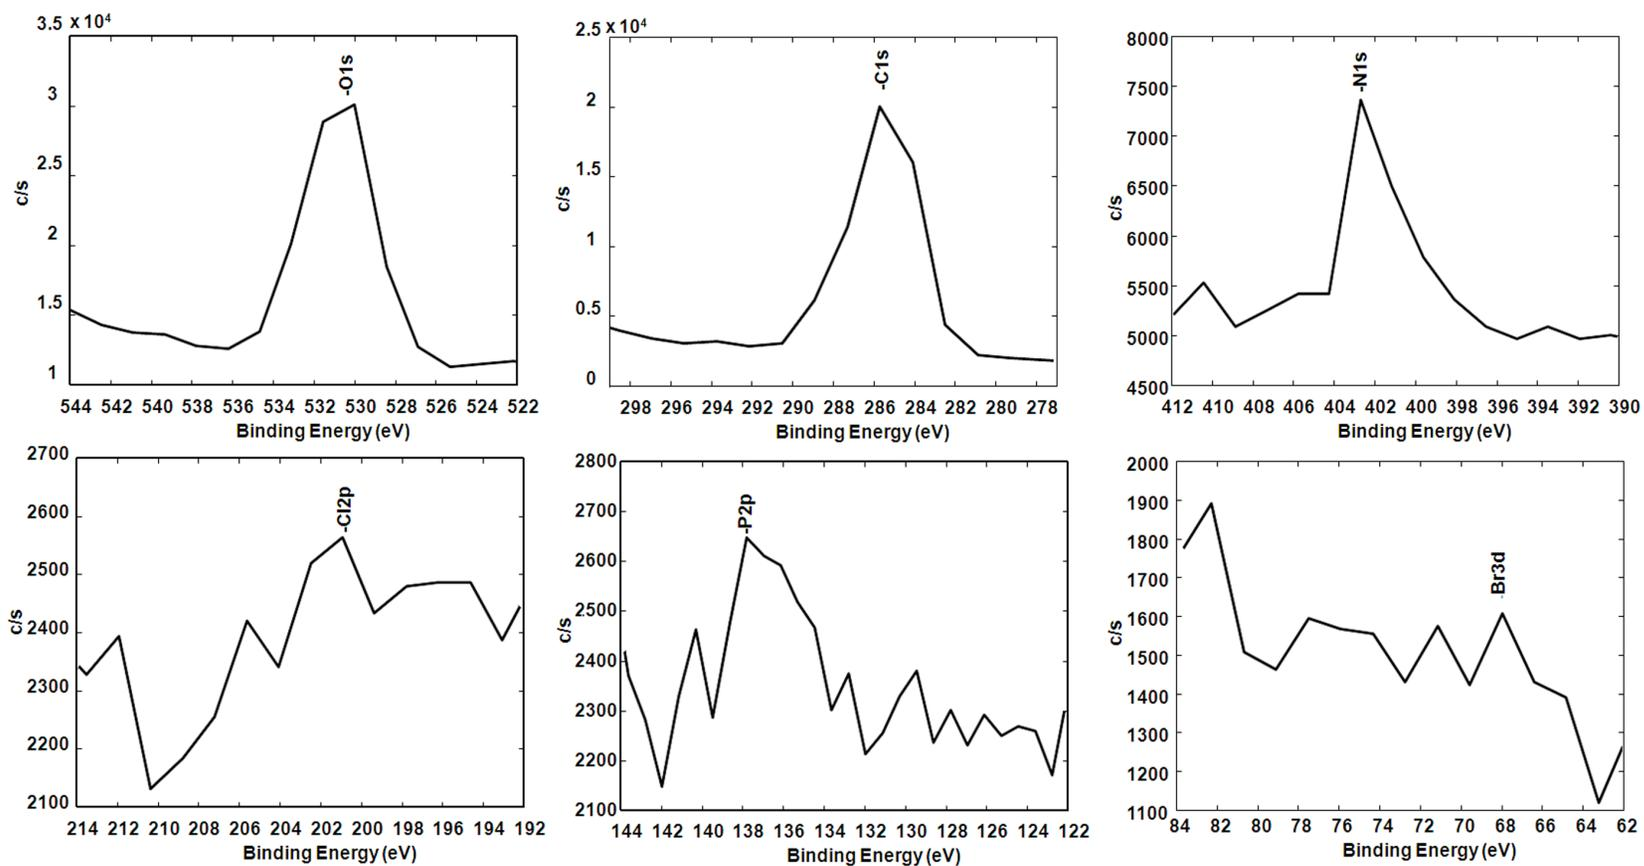 3.5 x 10⁴
3
2.5
2
1.5
1
c/s
-O1s
544 542 540 538 536 534 532 530 528 526 524 522
Binding Energy (eV)
2.5 x 10⁴
2
1.5
1
0.5
0
c/s
-C1s
298 296 294 292 290 288 286 284 282 280 278
Binding Energy (eV)
8000
7500
7000
6500
6000
5500
5000
4500
c/s
-N1s
412 410 408 406 404 402 400 398 396 394 392 390
Binding Energy (eV)
2700
2600
2500
2400
2300
2200
2100
c/s
-Cl2p
214 212 210 208 206 204 202 200 198 196 194 192
Binding Energy (eV)
2800
2700
2600
2500
2400
2300
2200
2100
c/s
-P2p
144 142 140 138 136 134 132 130 128 126 124 122
Binding Energy (eV)
2000
1900
1800
1700
1600
1500
1400
1300
1200
1100
c/s
Br3d
84 82 80 78 76 74 72 70 68 66 64 62
Binding Energy (eV)